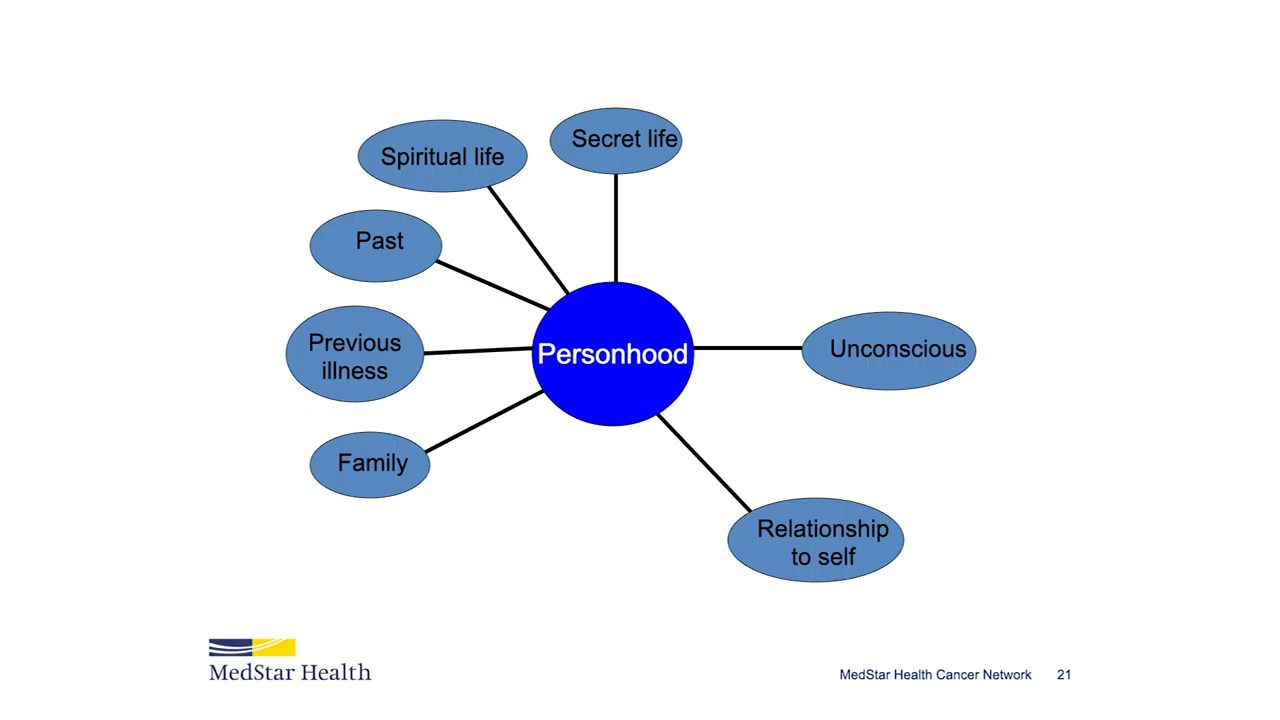 Secret life
Spiritual life
Past
Previous
illness
Personhood
Unconscious
Family
Relationship
to self
MedStar Health
MedStar Health Cancer Network 21